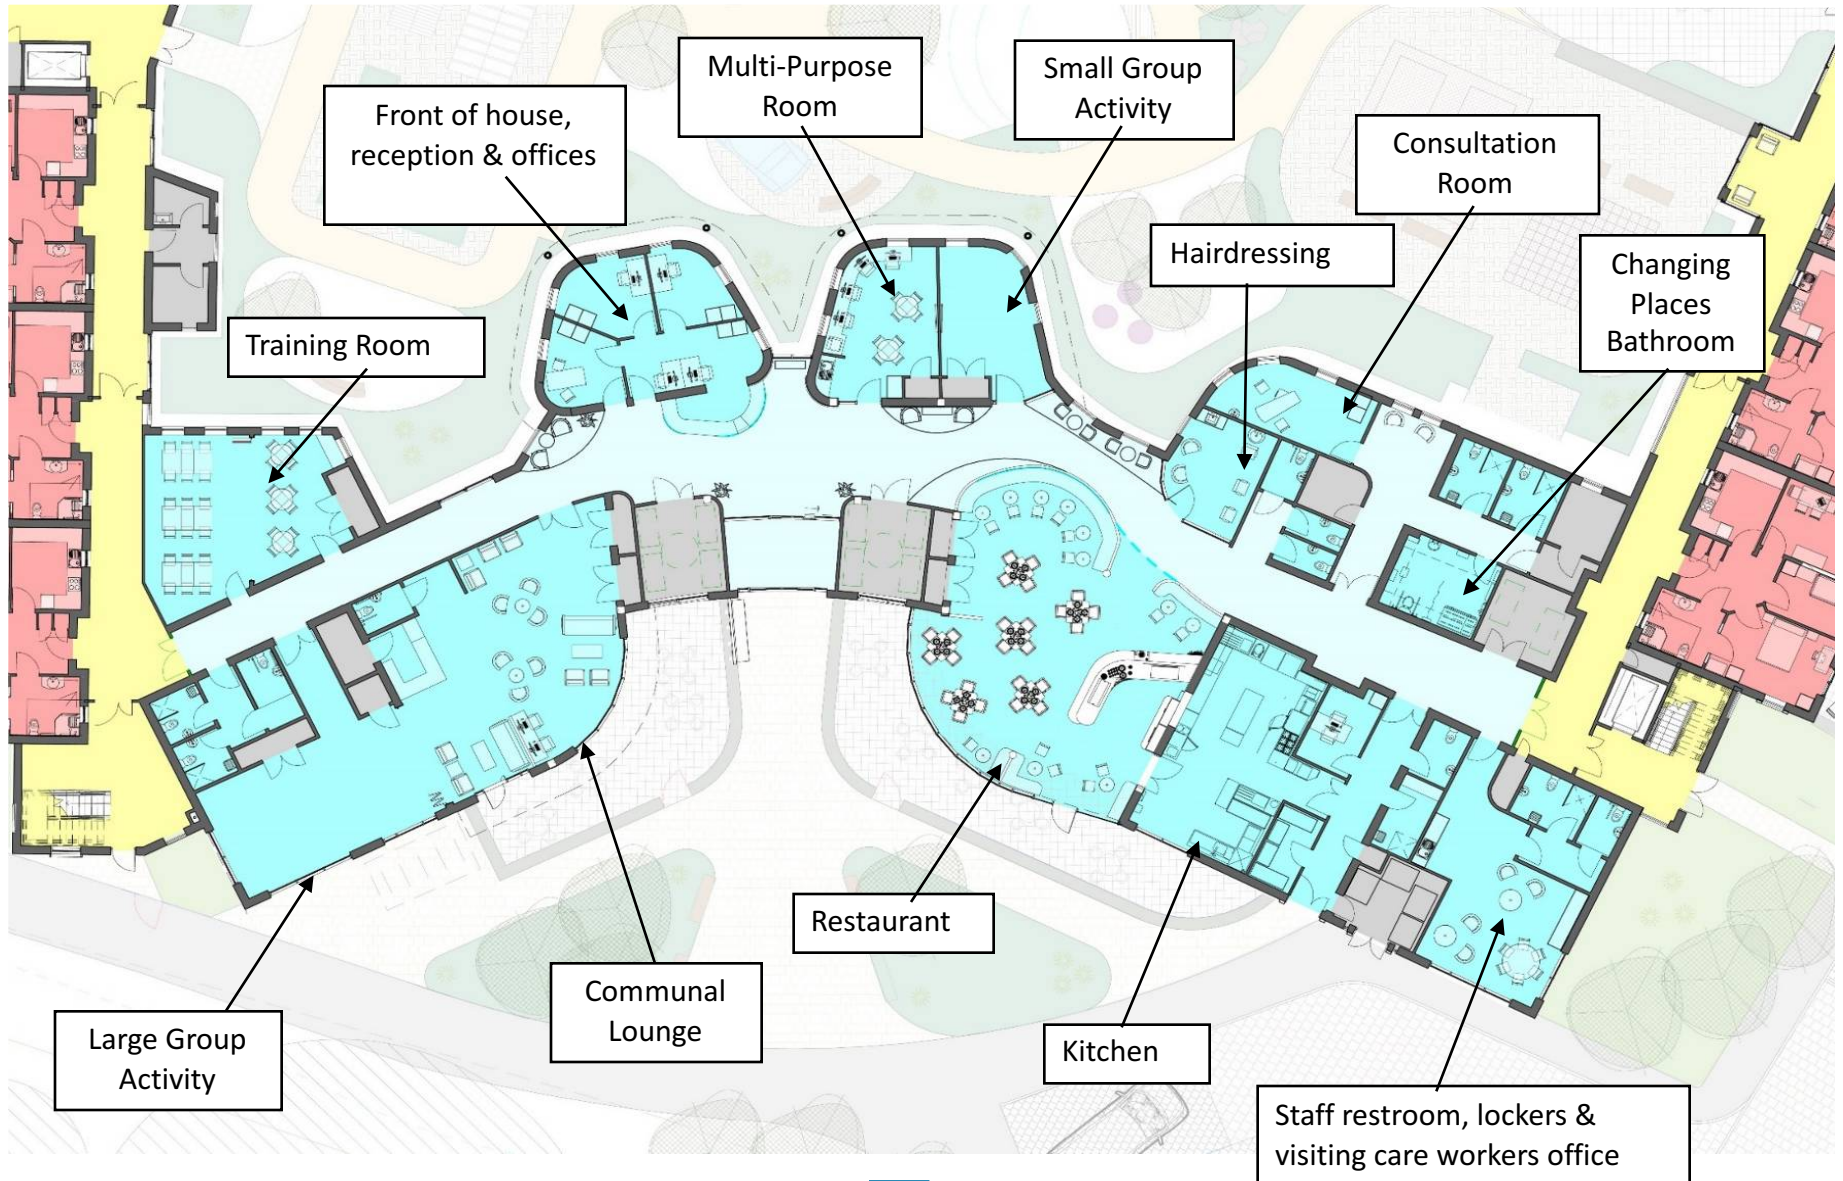 Multi-Purpose
Room
Small Group
Activity
Front of house,
reception & offices
Consultation
Room
Hairdressing
Changing
Places
Bathroom
Training Room
Restaurant
Communal
Lounge
Large Group
Activity
Kitchen
Staff restroom, lockers &
visiting care workers office